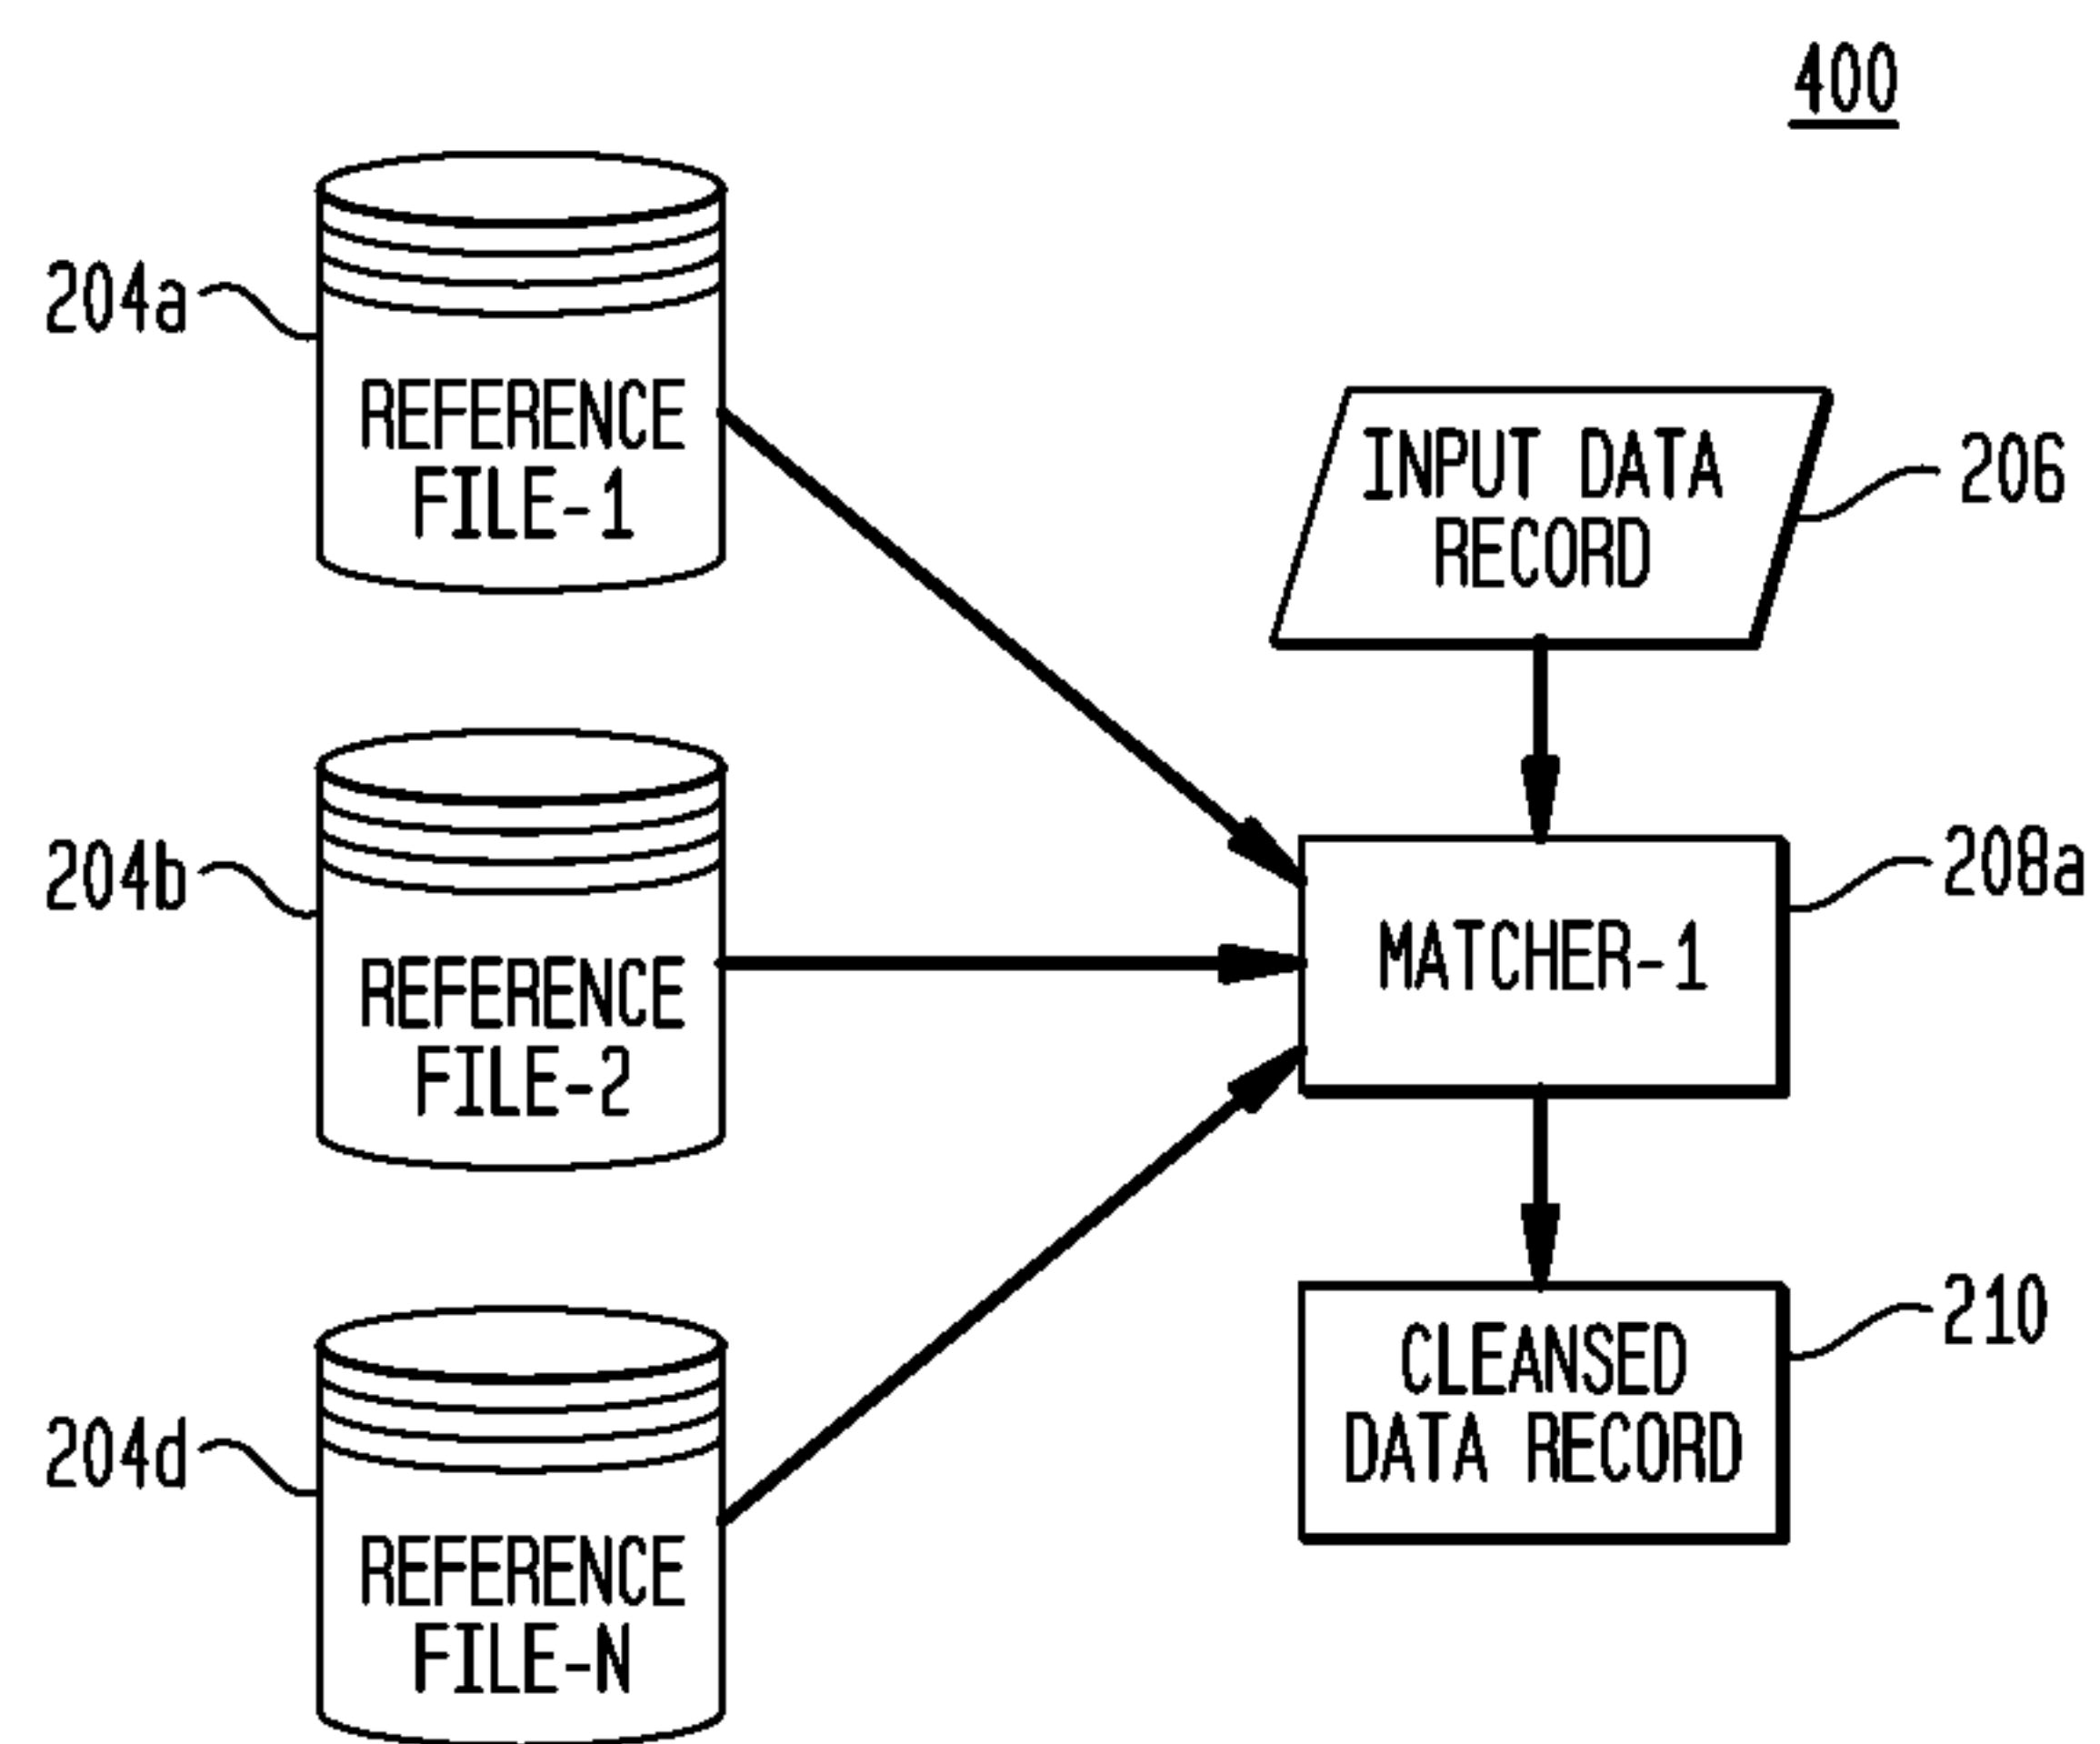 400
204a
REFERENCE
FILE-1
INPUT DATA
RECORD
206
204b
REFERENCE
FILE-2
MATCHER-1
208a
204d
REFERENCE
FILE-N
CLEANSED
DATA RECORD
210